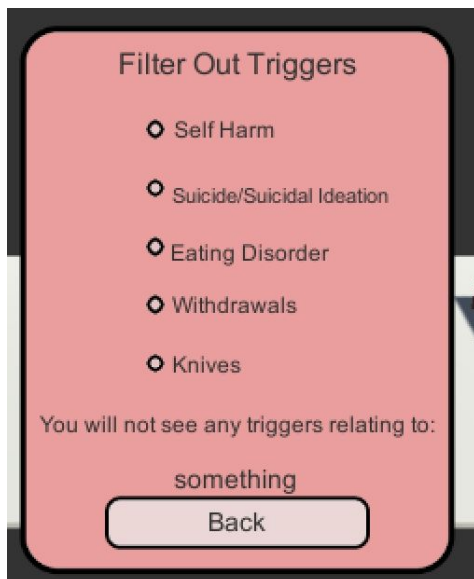 Filter Out Triggers
Self Harm
Suicide/Suicidal Ideation
Eating Disorder
Withdrawals
Knives
You will not see any triggers relating to:
something
Back